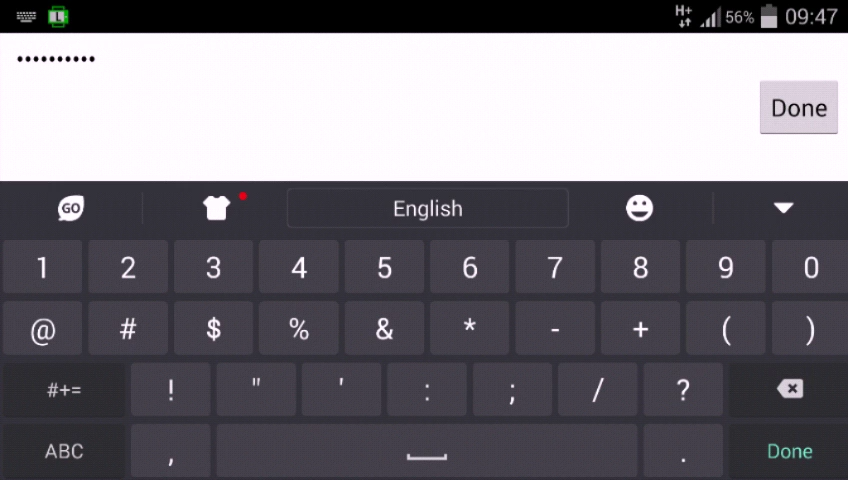 L H+ 56% 09:47
••••••••••
Done
GO English
1 2 3 4 5 6 7 8 9 0
@ # $ % & * - + ( )
#+= ! " ' : ; / ?
ABC , . Done